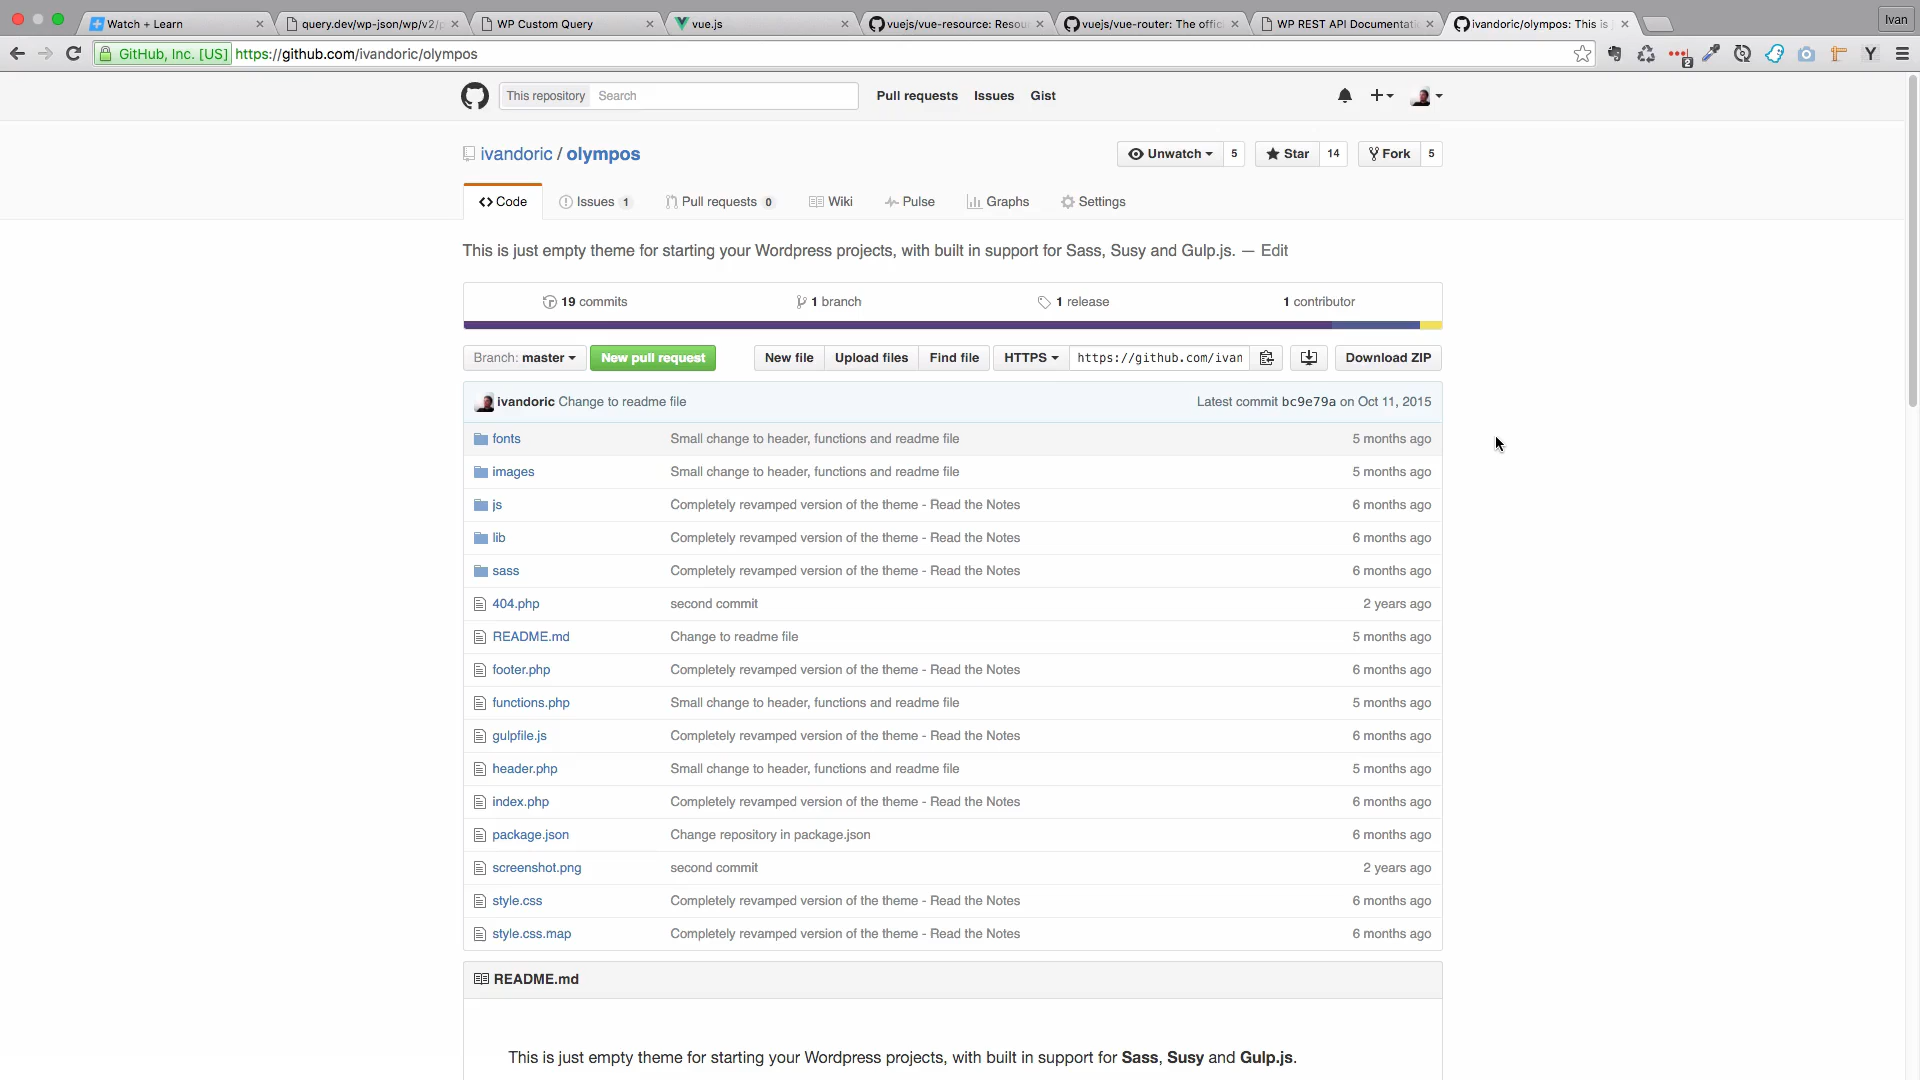 Watch + Learn
query.dev/wp-json/wp/v2/p
WP Custom Query
vue.js
vuejs/vue-resource: Resou
vuejs/vue-router: The offic
WP REST API Documentati
ivandoric/olympos: This is j
Ivan
GitHub, Inc. [US] https://github.com/ivandoric/olympos
2
Y
This repository Search
Pull requests Issues Gist
ivandoric / olympos
Unwatch 5
Star 14
Fork 5
Code
Issues 1
Pull requests 0
Wiki
Pulse
Graphs
Settings
This is just empty theme for starting your Wordpress projects, with built in support for Sass, Susy and Gulp.js. — Edit
19 commits
1 branch
1 release
1 contributor
Branch: master
New pull request
New file
Upload files
Find file
HTTPS
https://github.com/ivan
Download ZIP
ivandoric Change to readme file Latest commit bc9e79a on Oct 11, 2015
fonts Small change to header, functions and readme file 5 months ago
images Small change to header, functions and readme file 5 months ago
js Completely revamped version of the theme - Read the Notes 6 months ago
lib Completely revamped version of the theme - Read the Notes 6 months ago
sass Completely revamped version of the theme - Read the Notes 6 months ago
404.php second commit 2 years ago
README.md Change to readme file 5 months ago
footer.php Completely revamped version of the theme - Read the Notes 6 months ago
functions.php Small change to header, functions and readme file 5 months ago
gulpfile.js Completely revamped version of the theme - Read the Notes 6 months ago
header.php Small change to header, functions and readme file 5 months ago
index.php Completely revamped version of the theme - Read the Notes 6 months ago
package.json Change repository in package.json 6 months ago
screenshot.png second commit 2 years ago
style.css Completely revamped version of the theme - Read the Notes 6 months ago
style.css.map Completely revamped version of the theme - Read the Notes 6 months ago
README.md
This is just empty theme for starting your Wordpress projects, with built in support for Sass, Susy and Gulp.js.